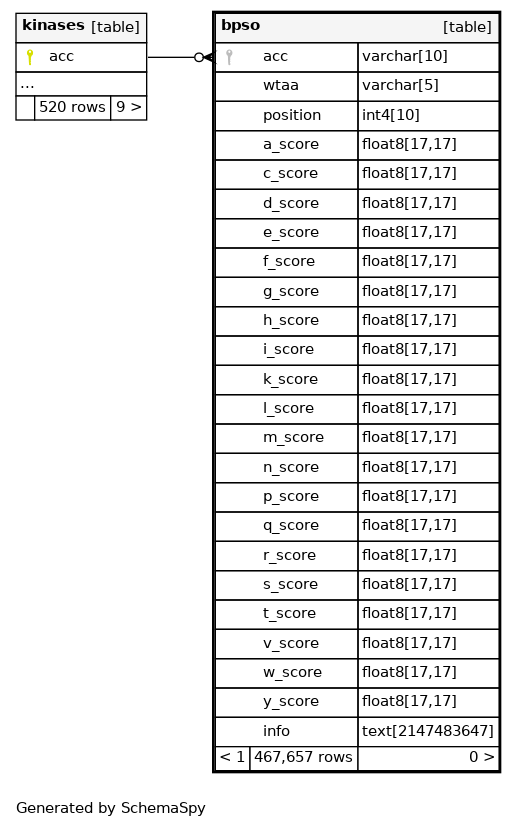 kinases [table]
acc
...
520 rows 9 >
bpso [table]
acc varchar[10]
wtaa varchar[5]
position int4[10]
a_score float8[17,17]
c_score float8[17,17]
d_score float8[17,17]
e_score float8[17,17]
f_score float8[17,17]
g_score float8[17,17]
h_score float8[17,17]
i_score float8[17,17]
k_score float8[17,17]
l_score float8[17,17]
m_score float8[17,17]
n_score float8[17,17]
p_score float8[17,17]
q_score float8[17,17]
r_score float8[17,17]
s_score float8[17,17]
t_score float8[17,17]
v_score float8[17,17]
w_score float8[17,17]
y_score float8[17,17]
info text[2147483647]
< 1 467,657 rows 0 >
Generated by SchemaSpy